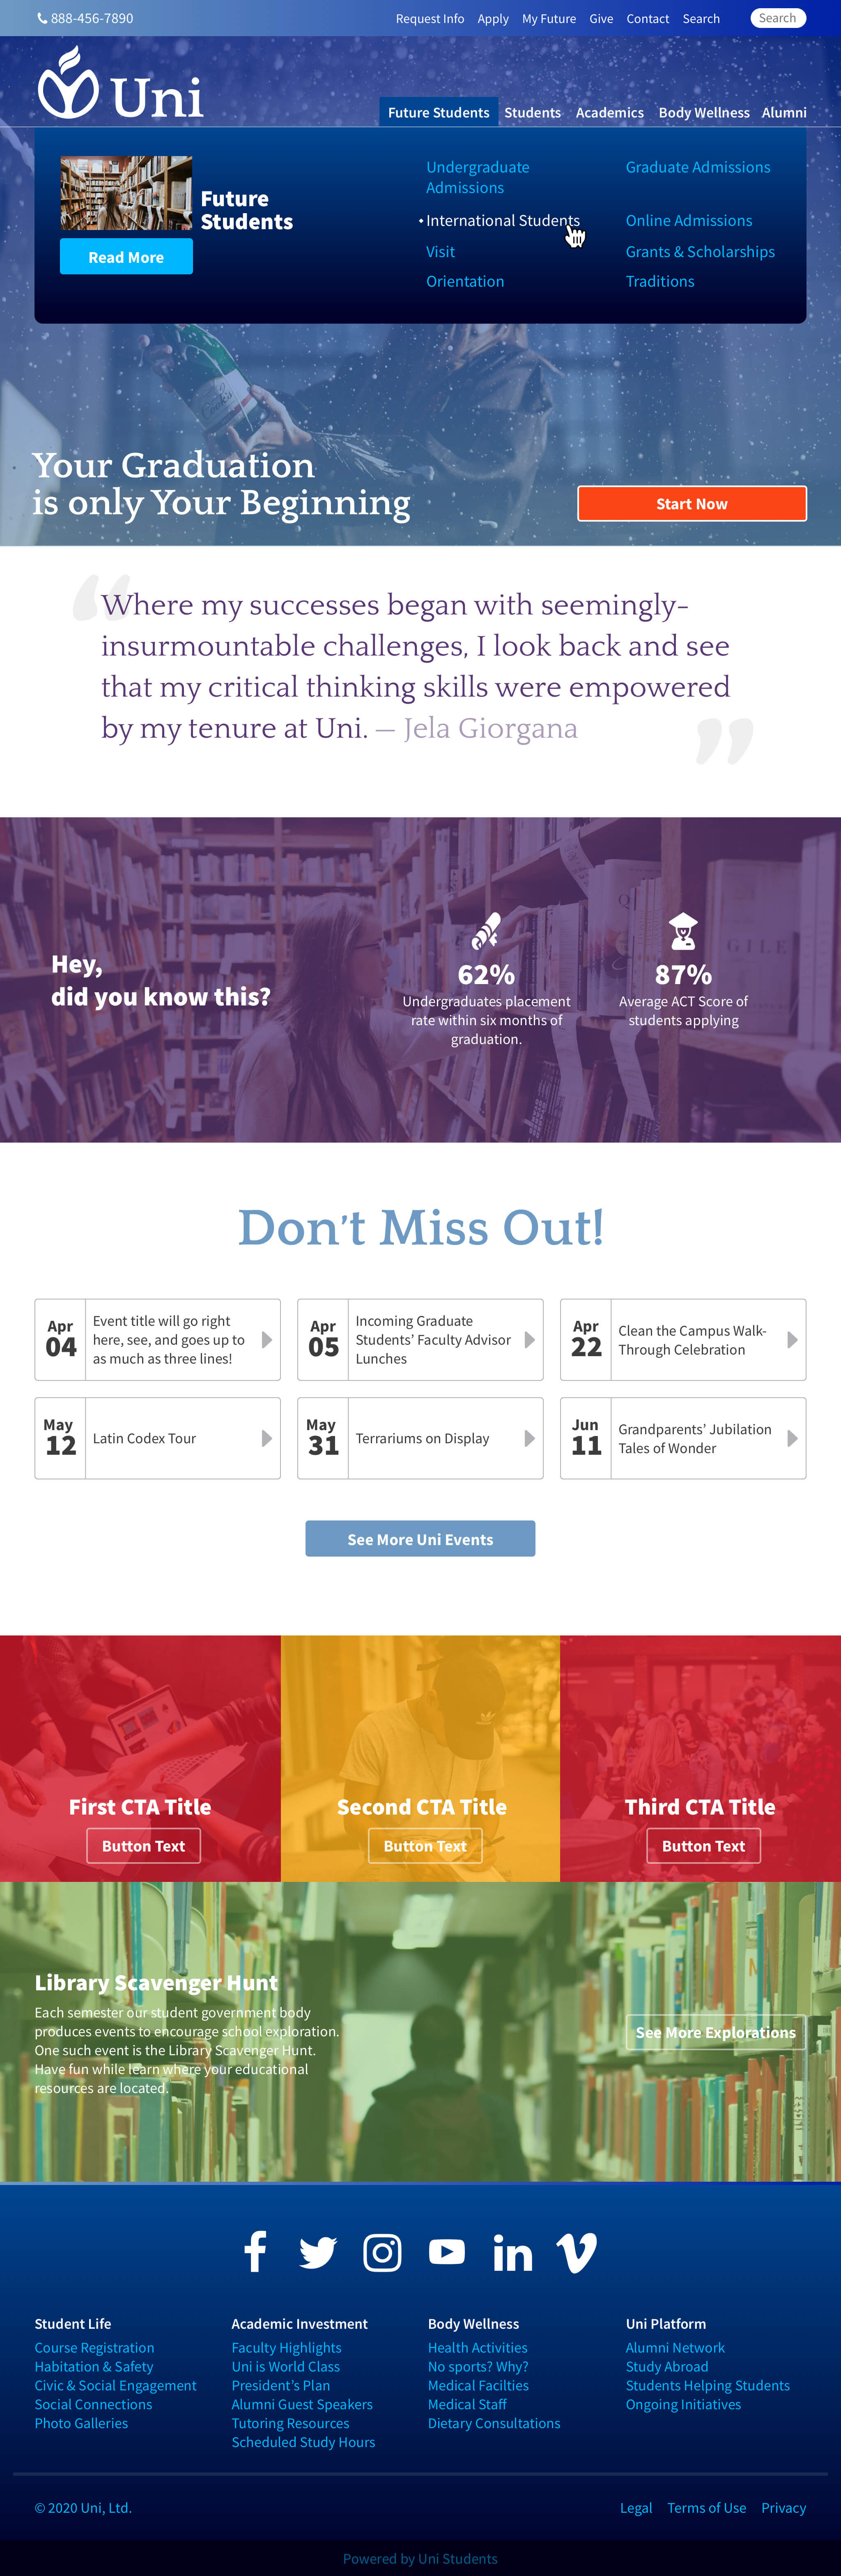 888-456-7890
Request Info Apply My Future Give Contact Search Search
Uni
Future Students Students Academics Body Wellness Alumni
Future
Students
Read More
Undergraduate
Admissions
Graduate Admissions
International Students
Online Admissions
Visit
Grants & Scholarships
Orientation
Traditions
Cook's
Your Graduation
is only Your Beginning
Start Now
“Where my successes began with seemingly-
insurmountable challenges, I look back and see
that my critical thinking skills were empowered
by my tenure at Uni. — Jela Giorgana ”
GILE
Hey,
did you know this?
62%
Undergraduates placement
rate within six months of
graduation.
87%
Average ACT Score of
students applying
Don't Miss Out!
Apr
04
Event title will go right
here, see, and goes up to
as much as three lines!
Apr
05
Incoming Graduate
Students’ Faculty Advisor
Lunches
Apr
22
Clean the Campus Walk-
Through Celebration
May
12
Latin Codex Tour
May
31
Terrariums on Display
Jun
11
Grandparents’ Jubilation
Tales of Wonder
See More Uni Events
First CTA Title
Button Text
Second CTA Title
Button Text
Third CTA Title
Button Text
Library Scavenger Hunt
Each semester our student government body
produces events to encourage school exploration.
One such event is the Library Scavenger Hunt.
Have fun while learn where your educational
resources are located.
See More Explorations
Student Life
Course Registration
Habitation & Safety
Civic & Social Engagement
Social Connections
Photo Galleries
Academic Investment
Faculty Highlights
Uni is World Class
President’s Plan
Alumni Guest Speakers
Tutoring Resources
Scheduled Study Hours
Body Wellness
Health Activities
No sports? Why?
Medical Facilties
Medical Staff
Dietary Consultations
Uni Platform
Alumni Network
Study Abroad
Students Helping Students
Ongoing Initiatives
© 2020 Uni, Ltd.
Legal Terms of Use Privacy
Powered by Uni Students